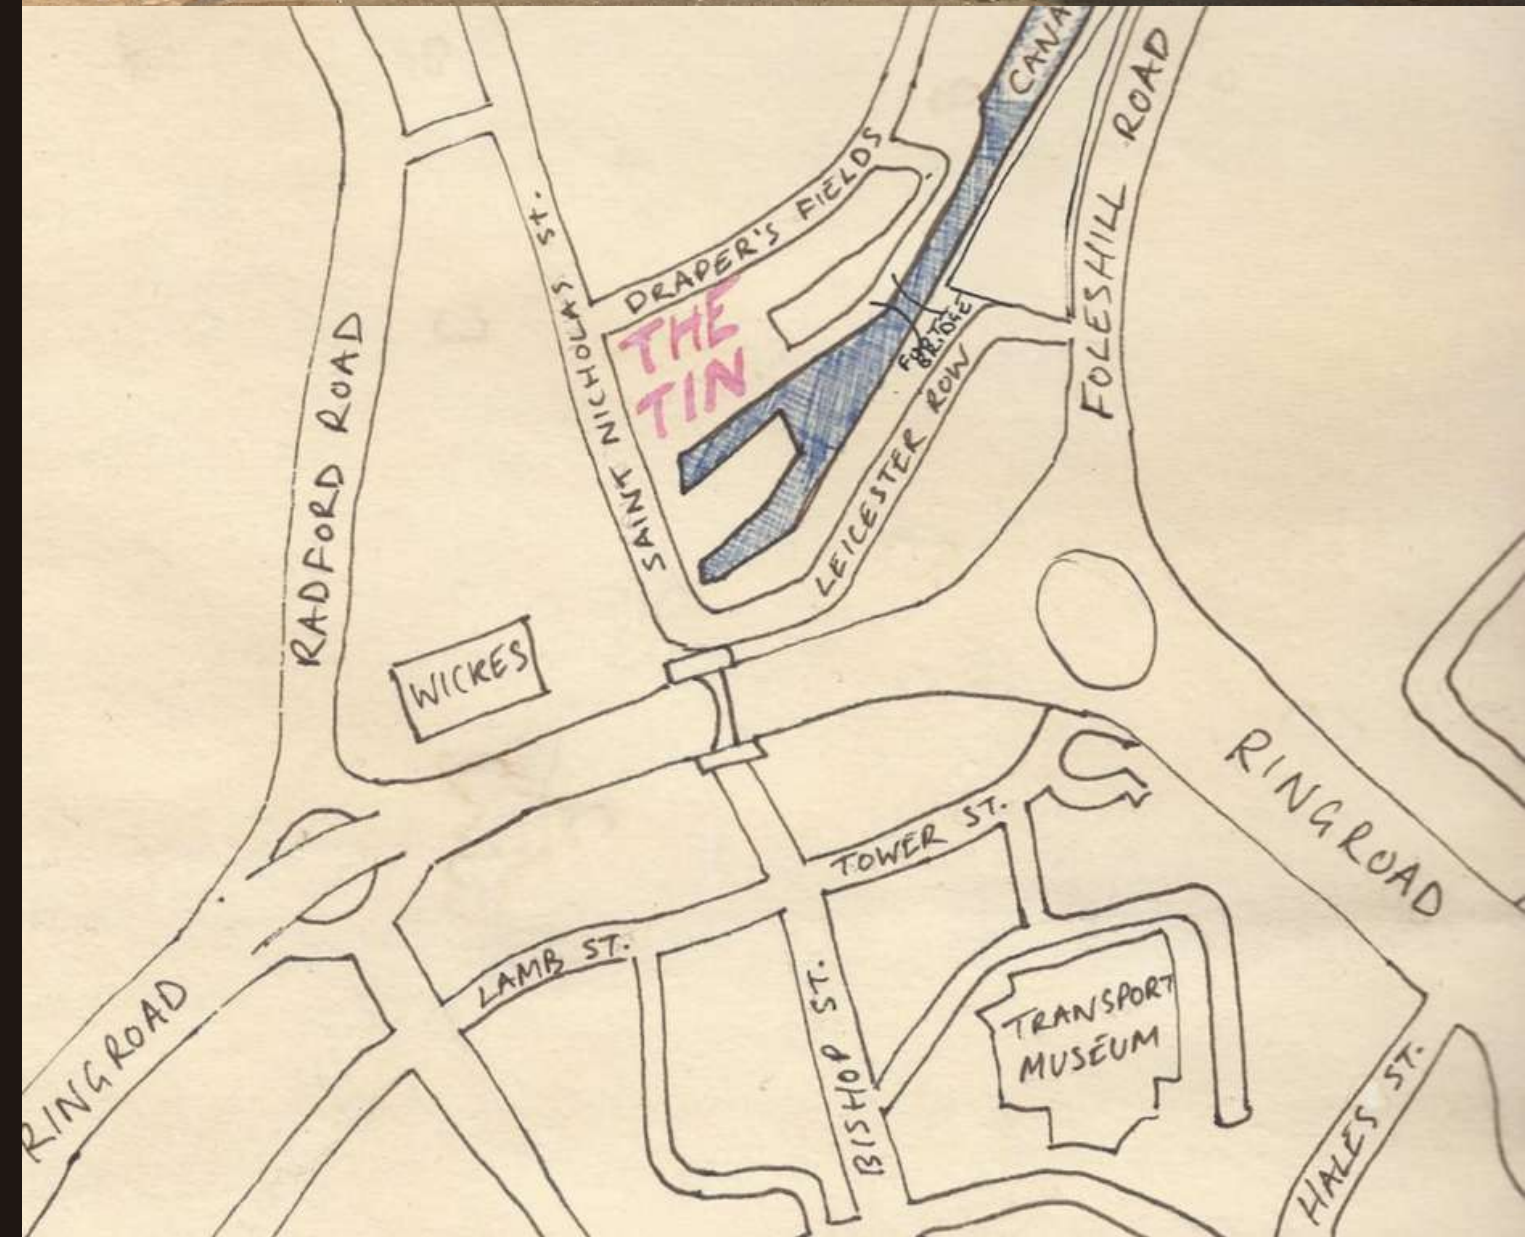 CANA
FOLESHILL ROAD
DRAPER'S FIELDS
SAINT NICHOLAS ST.
THE
TIN
RADFORD ROAD
BRIDGE
LEICESTER ROW
WICKES
RINGROAD
TOWER ST.
LAMB ST.
BISHOP ST.
TRANSPORT
MUSEUM
RINGROAD
HALES ST.